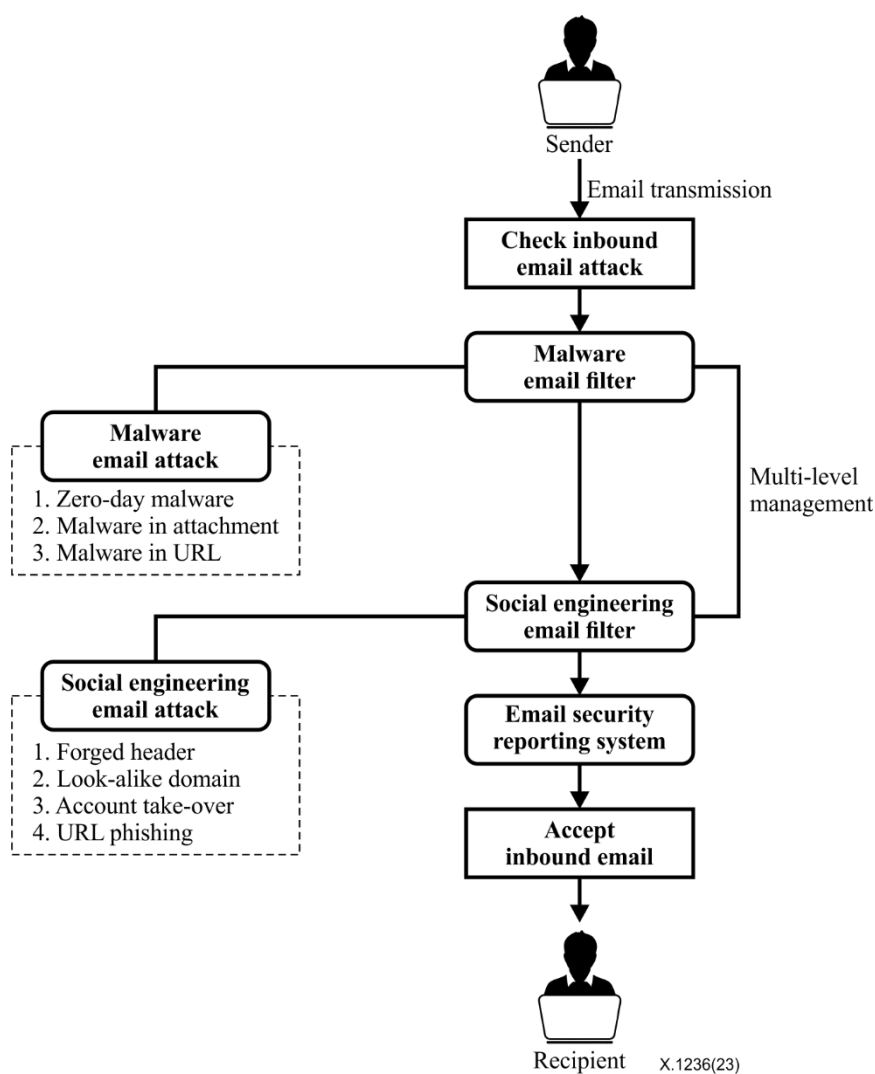 Sender
Email transmission
Check inbound
email attack
Malware
email filter
Malware
email attack
1. Zero-day malware
2. Malware in attachment
3. Malware in URL
Multi-level
management
Social engineering
email filter
Social engineering
email attack
1. Forged header
2. Look-alike domain
3. Account take-over
4. URL phishing
Email security
reporting system
Accept
inbound email
Recipient
X.1236(23)